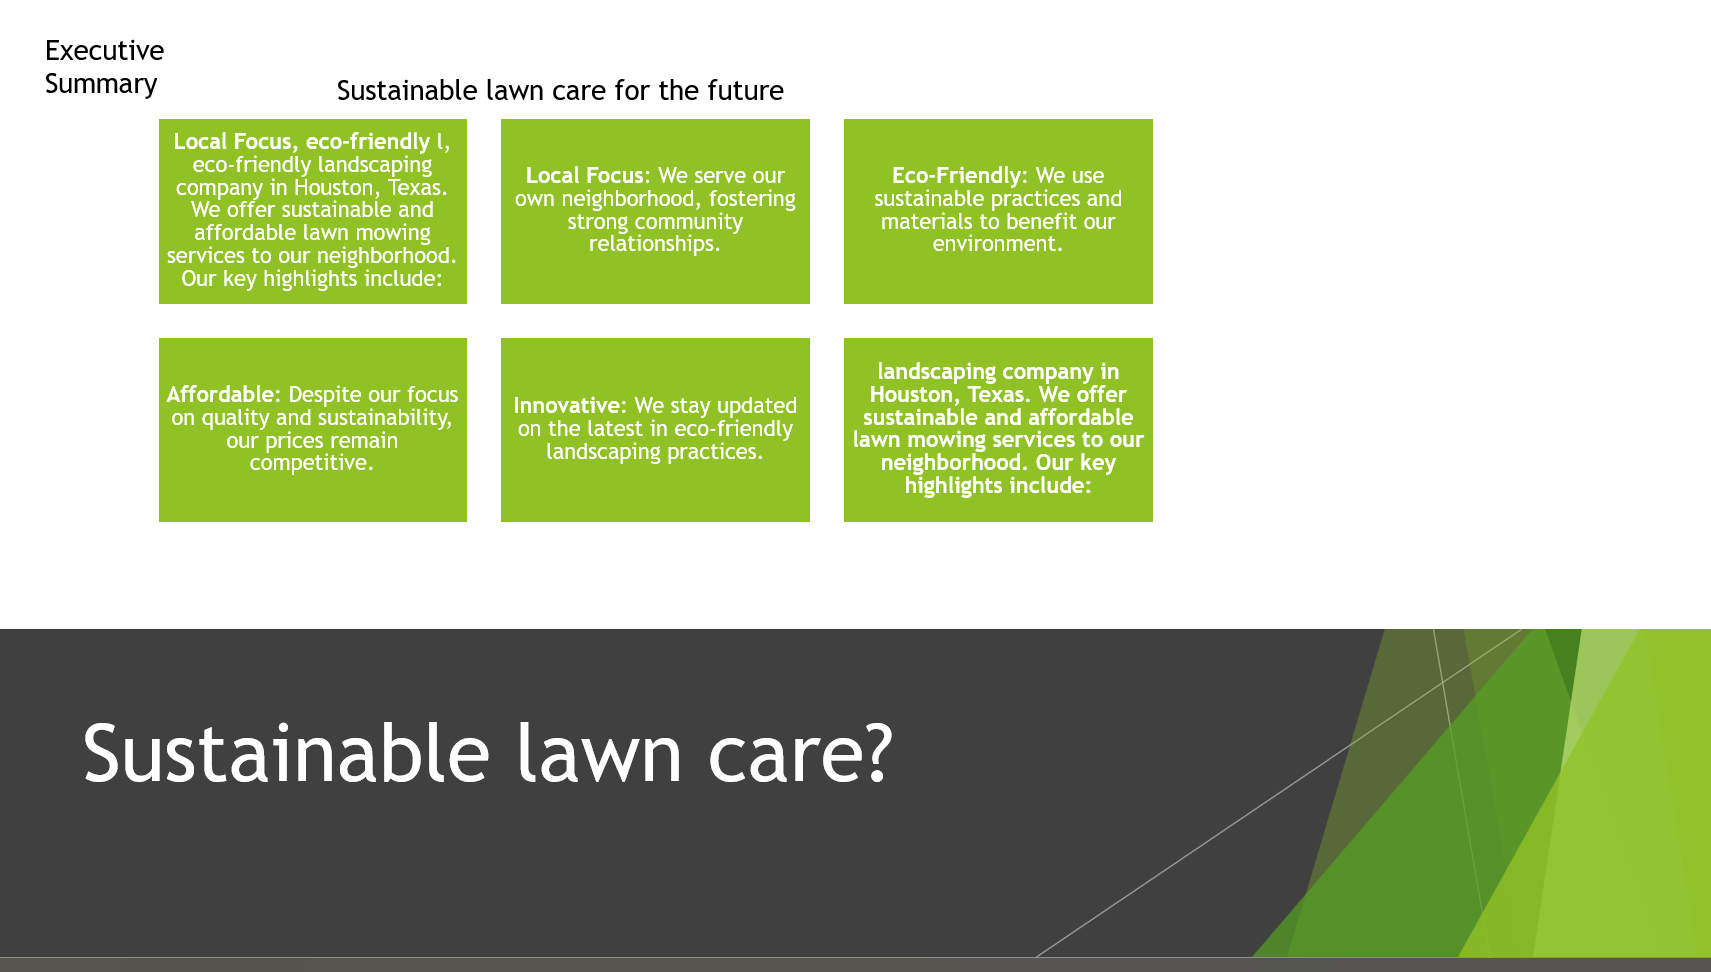 Executive
Summary
Sustainable lawn care for the future
Local Focus, eco-friendly l,
eco-friendly landscaping
company in Houston, Texas.
We offer sustainable and
affordable lawn mowing
services to our neighborhood.
Our key highlights include:
Local Focus: We serve our
own neighborhood, fostering
strong community
relationships.
Eco-Friendly: We use
sustainable practices and
materials to benefit our
environment.
Affordable: Despite our focus
on quality and sustainability,
our prices remain
competitive.
Innovative: We stay updated
on the latest in eco-friendly
landscaping practices.
landscaping company in
Houston, Texas. We offer
sustainable and affordable
lawn mowing services to our
neighborhood. Our key
highlights include:
Sustainable lawn care?